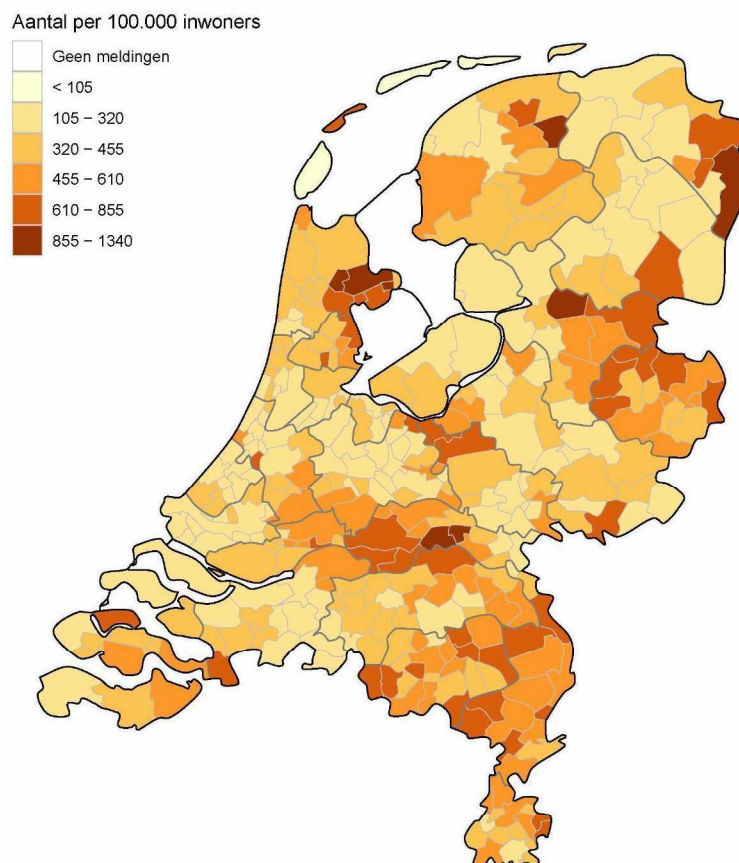 Aantal per 100.000 inwoners
Geen meldingen
< 105
105 – 320
320 – 455
455 – 610
610 – 855
855 – 1340